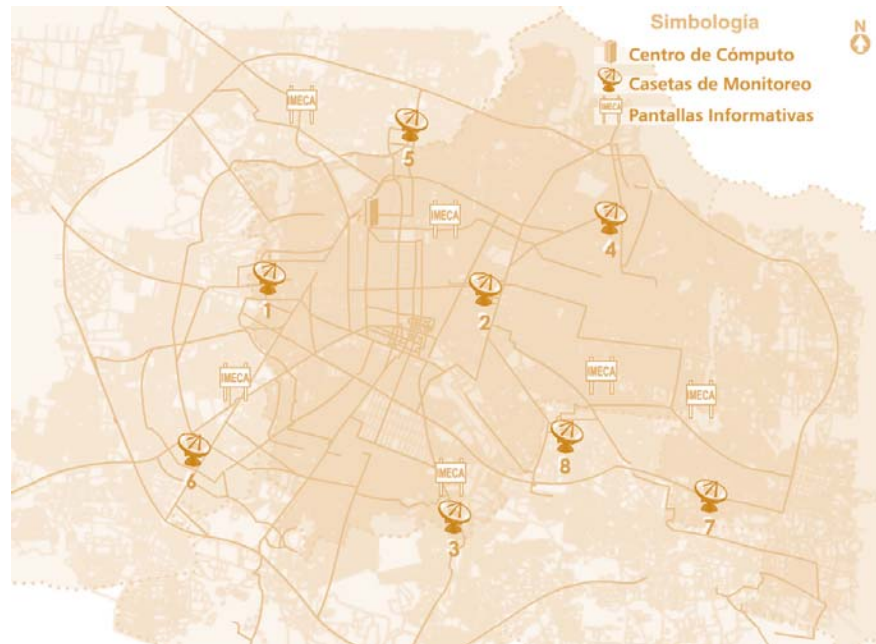 Simbología
N
Centro de Cómputo
Casetas de Monitoreo
IMECA
Pantallas Informativas
IMECA
5
IMECA
4
1
2
IMECA
IMECA
IMECA
8
6
IMECA
7
3